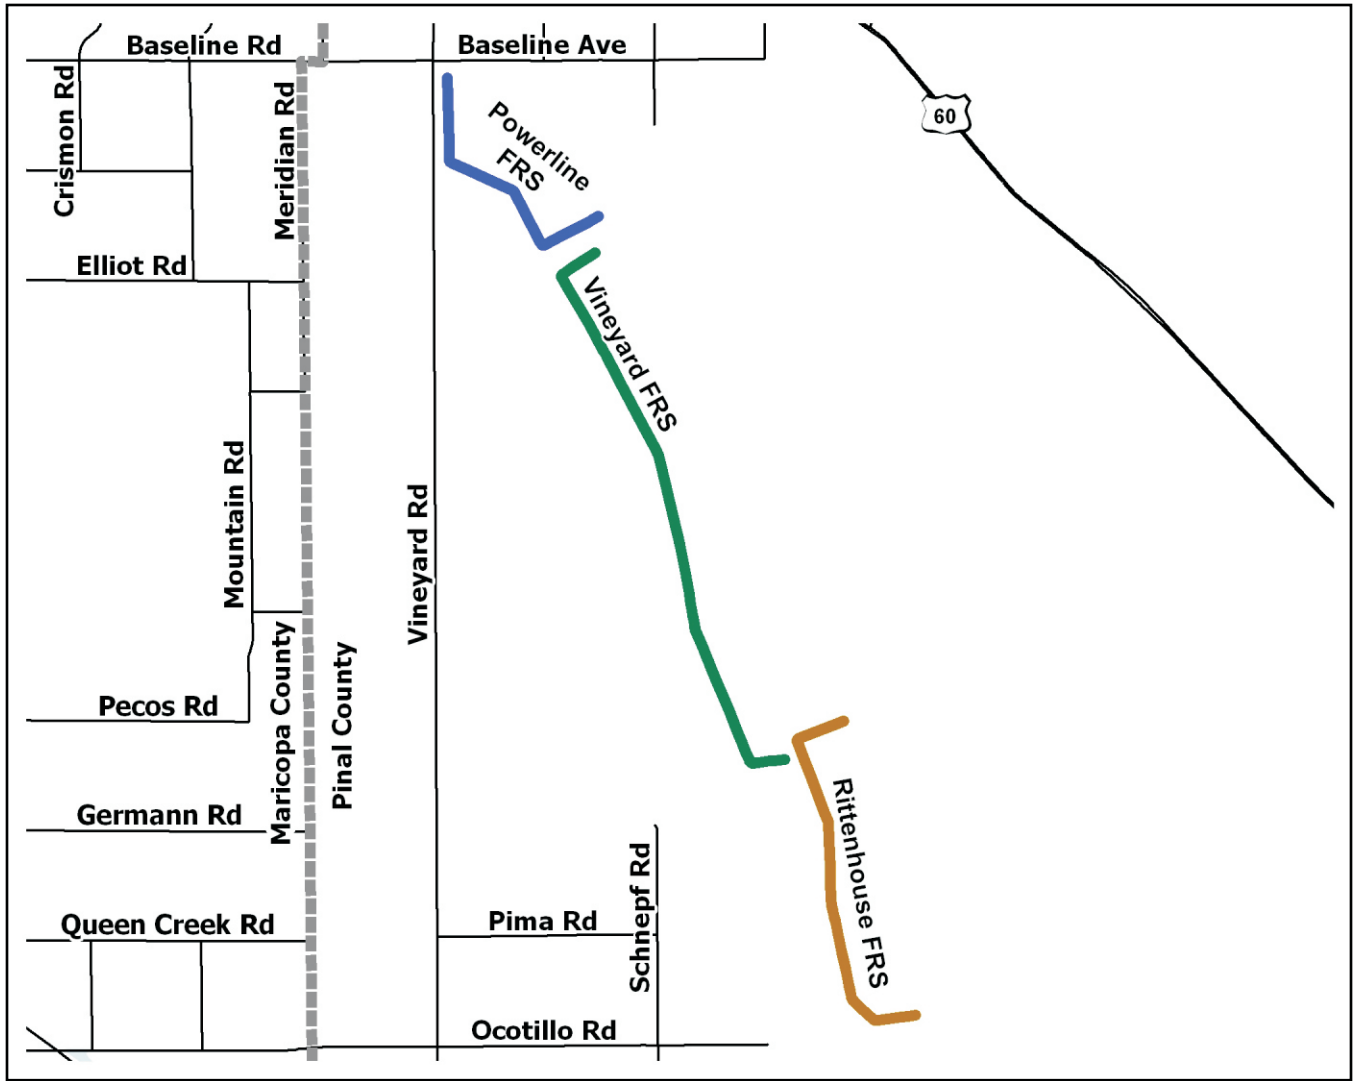 Baseline Rd
Baseline Ave
Crismon Rd
Meridian Rd
60
Powerline
FRS
Elliot Rd
Vineyard FRS
Mountain Rd
Vineyard Rd
Maricopa County
Pinal County
Pecos Rd
Germann Rd
Rittenhouse FRS
Schnepf Rd
Queen Creek Rd
Pima Rd
Ocotillo Rd